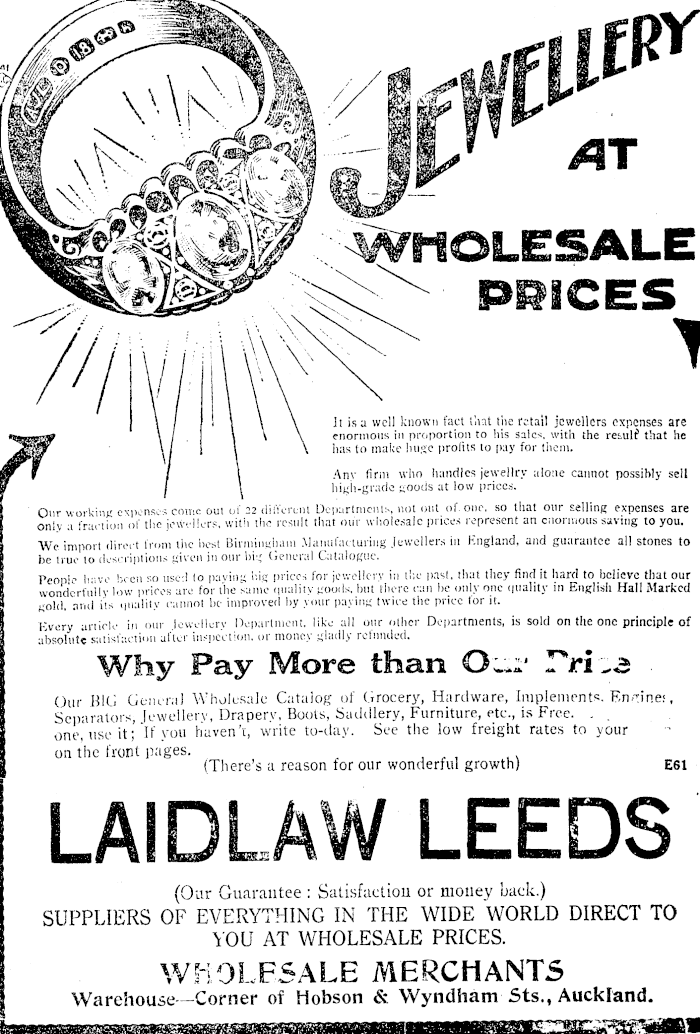 JEWELLERY
AT
WHOLESALE
PRICES
It is a well known fact that the retail jewellers expenses are
enormous in proportion to his sales, with the result that he
has to make huge profits to pay for them.
Any firm who handles jewellry alone cannot possibly sell
high-grade goods at low prices.
Our working expenses come out of 22 different Departments, not out of one, so that our selling expenses are
only a fraction of the jewellers, with the result that our wholesale prices represent an enormous saving to you.
We import direct from the best Birmingham Manufacturing Jewellers in England, and guarantee all stones to
be true to descriptions given in our big General Catalogue.
People have been so used to paying big prices for jewellery in the past, that they find it hard to believe that our
wonderfully low prices are for the same quality goods, but there can be only one quality in English Hall Marked
gold, and its quality cannot be improved by your paying twice the price for it.
Every article in our Jewellery Department, like all our other Departments, is sold on the one principle of
absolute satisfaction after inspection, or money gladly refunded.
Why Pay More than Our Price
Our BIG General Wholesale Catalog of Grocery, Hardware, Implements, Engines,
Separators, Jewellery, Drapery, Boots, Saddlery, Furniture, etc., is Free.
one, use it; If you haven't, write to-day. See the low freight rates to your
on the front pages.
(There's a reason for our wonderful growth) E61
LAIDLAW LEEDS
(Our Guarantee: Satisfaction or money back.)
SUPPLIERS OF EVERYTHING IN THE WIDE WORLD DIRECT TO
YOU AT WHOLESALE PRICES.
WHOLESALE MERCHANTS
Warehouse—Corner of Hobson & Wyndham Sts., Auckland.